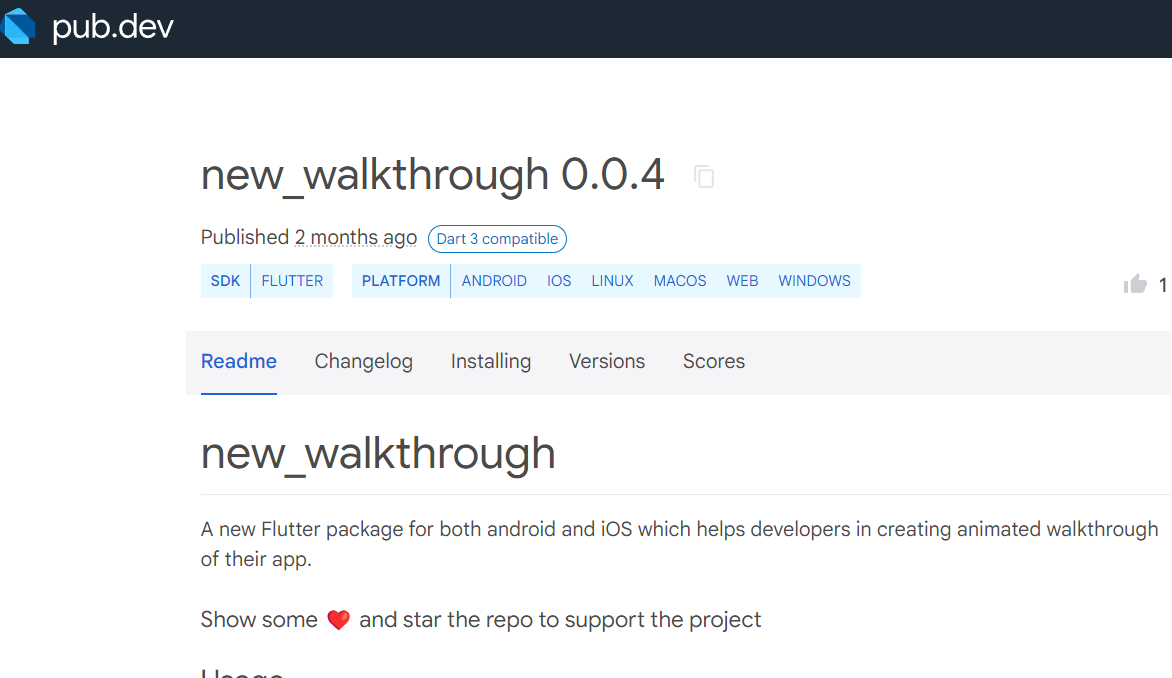 pub.dev
new_walkthrough 0.0.4
Published 2 months ago Dart 3 compatible
SDK FLUTTER PLATFORM ANDROID IOS LINUX MACOS WEB WINDOWS
1
Readme Changelog Installing Versions Scores
new_walkthrough
A new Flutter package for both android and iOS which helps developers in creating animated walkthrough
of their app.
Show some ❤️ and star the repo to support the project
Usage